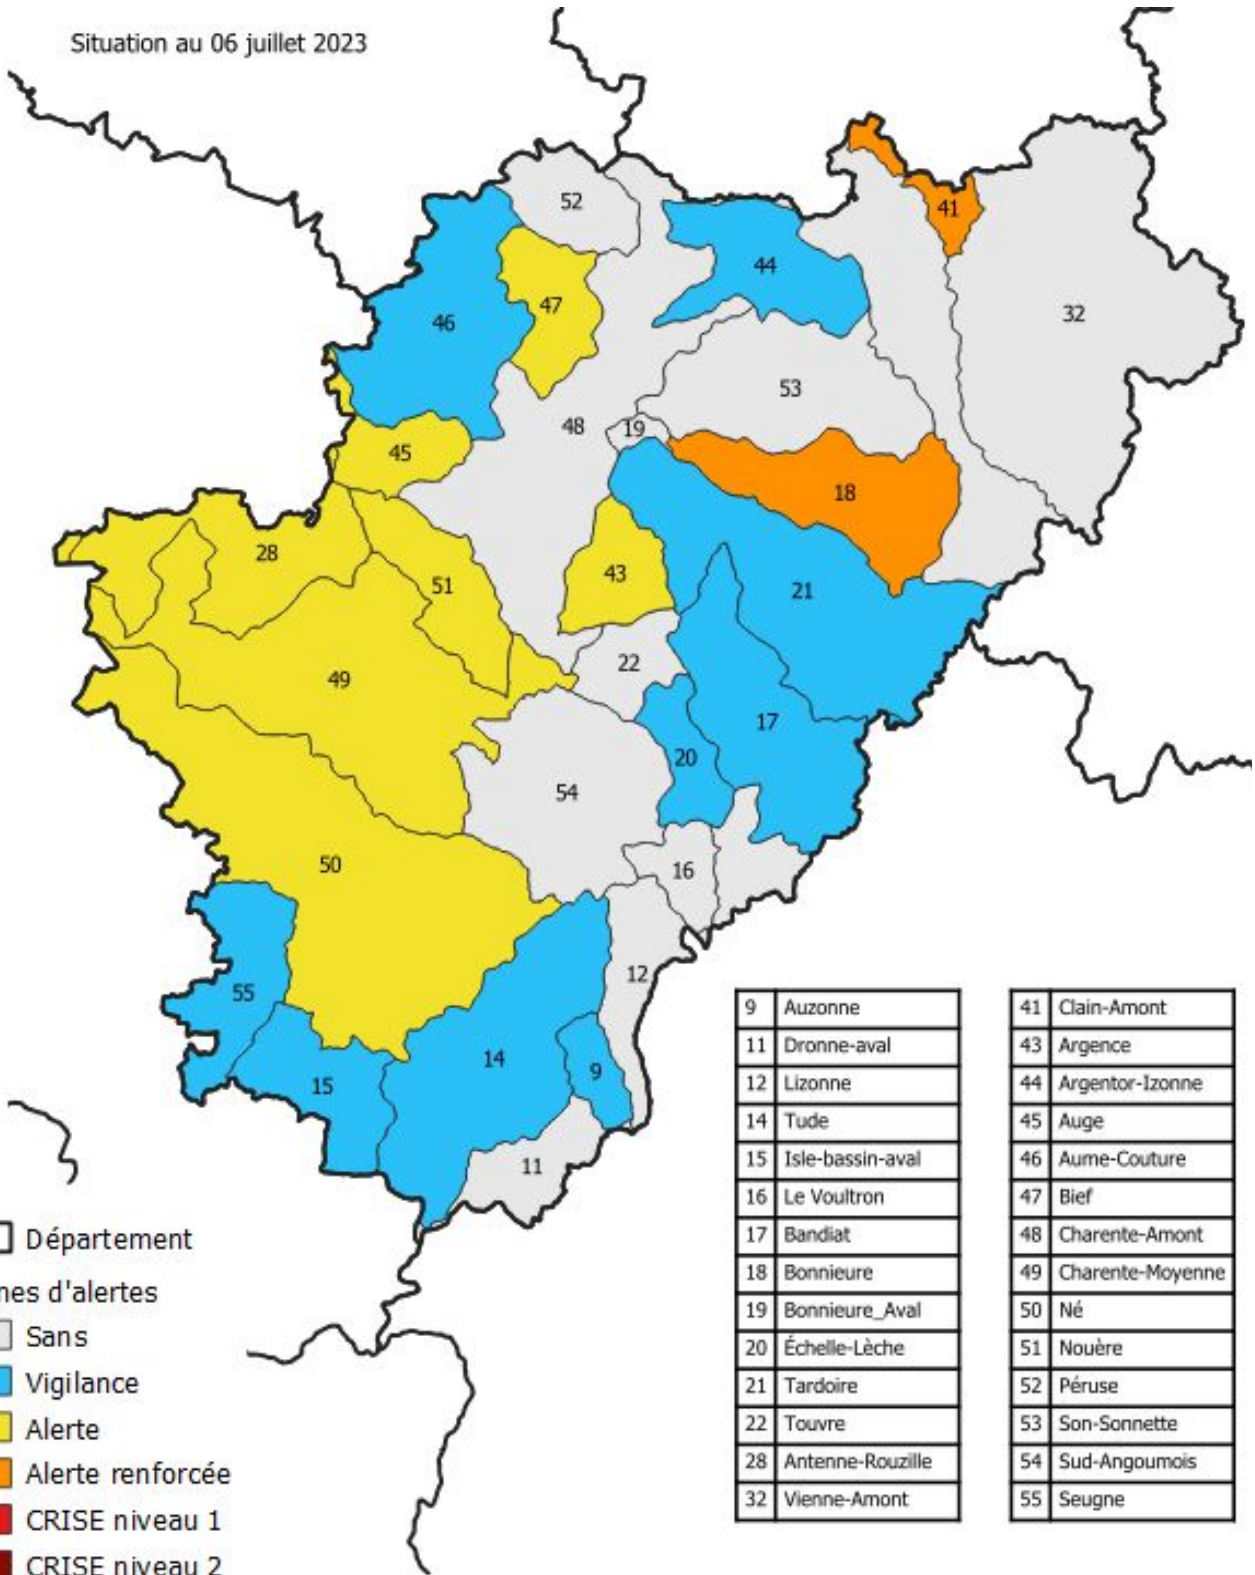 Situation au 06 juillet 2023
52
41
44
47
32
46
53
48
19
45
18
28
43
51
21
22
49
17
20
54
50
16
12
55
14
9
15
11
9 Auzonne
11 Dronne-aval
12 Lizonne
14 Tude
15 Isle-bassin-aval
16 Le Voultron
17 Bandiat
18 Bonnieure
19 Bonnieure_Aval
20 Échelle-Lèche
21 Tardoire
22 Touvre
28 Antenne-Rouzille
32 Vienne-Amont
41 Clain-Amont
43 Argence
44 Argentor-Izonne
45 Auge
46 Aume-Couture
47 Bief
48 Charente-Amont
49 Charente-Moyenne
50 Né
51 Nouère
52 Péruse
53 Son-Sonnette
54 Sud-Angoumois
55 Seugne
Département
nes d'alertes
Sans
Vigilance
Alerte
Alerte renforcée
CRISE niveau 1
CRISE niveau 2